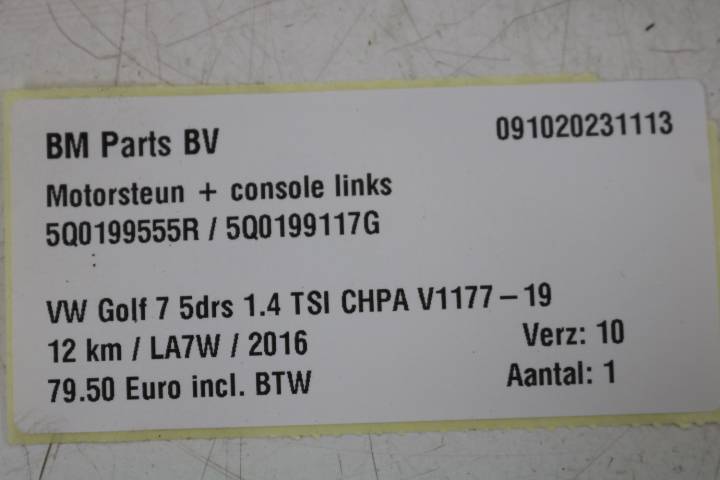 BM Parts BV 091020231113
Motorsteun + console links
5Q0199555R / 5Q0199117G
VW Golf 7 5drs 1.4 TSI CHPA V1177-19
12 km / LA7W / 2016 Verz: 10
79.50 Euro incl. BTW Aantal: 1